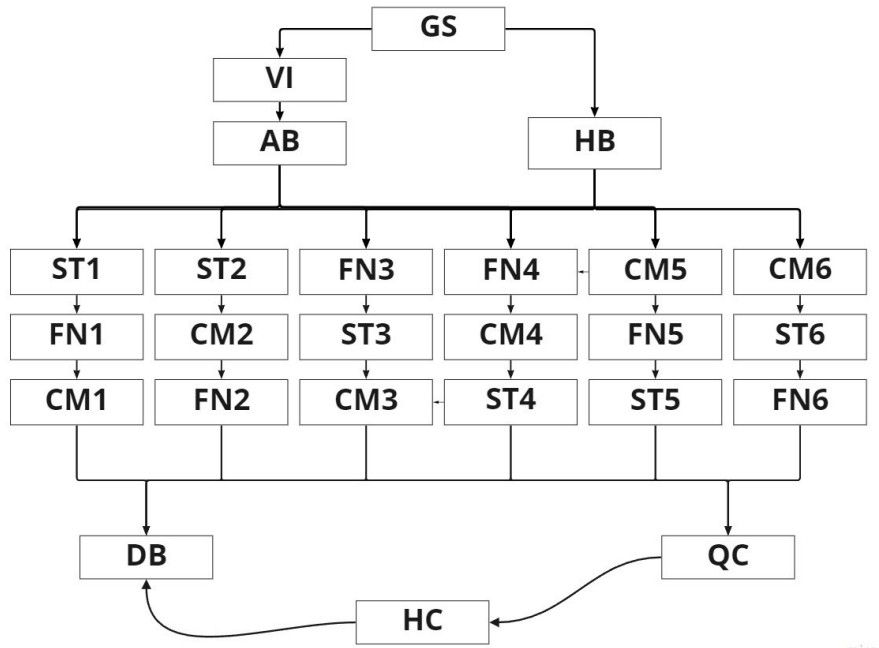 GS
VI
AB
HB
ST1 ST2 FN3 FN4 CM5 CM6
FN1 CM2 ST3 CM4 FN5 ST6
CM1 FN2 CM3 ST4 ST5 FN6
DB
QC
HC